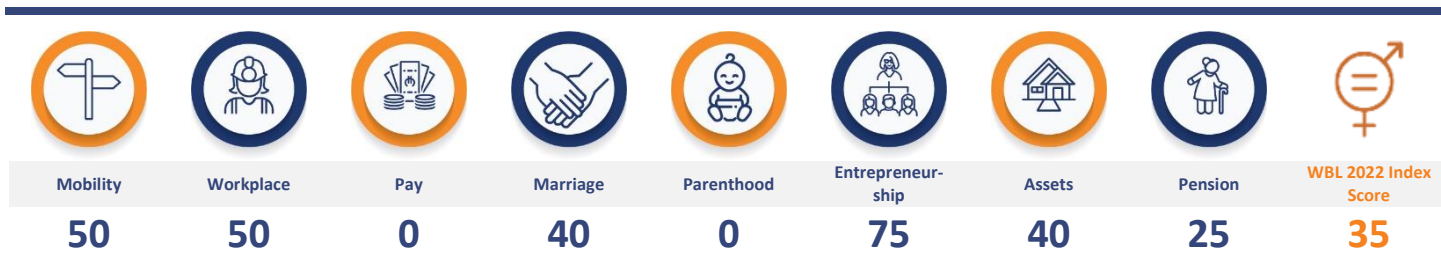 Mobility
Workplace
Pay
Marriage
Parenthood
Entrepreneur-
ship
Assets
Pension
WBL 2022 Index
Score
50
50
0
40
0
75
40
25
35